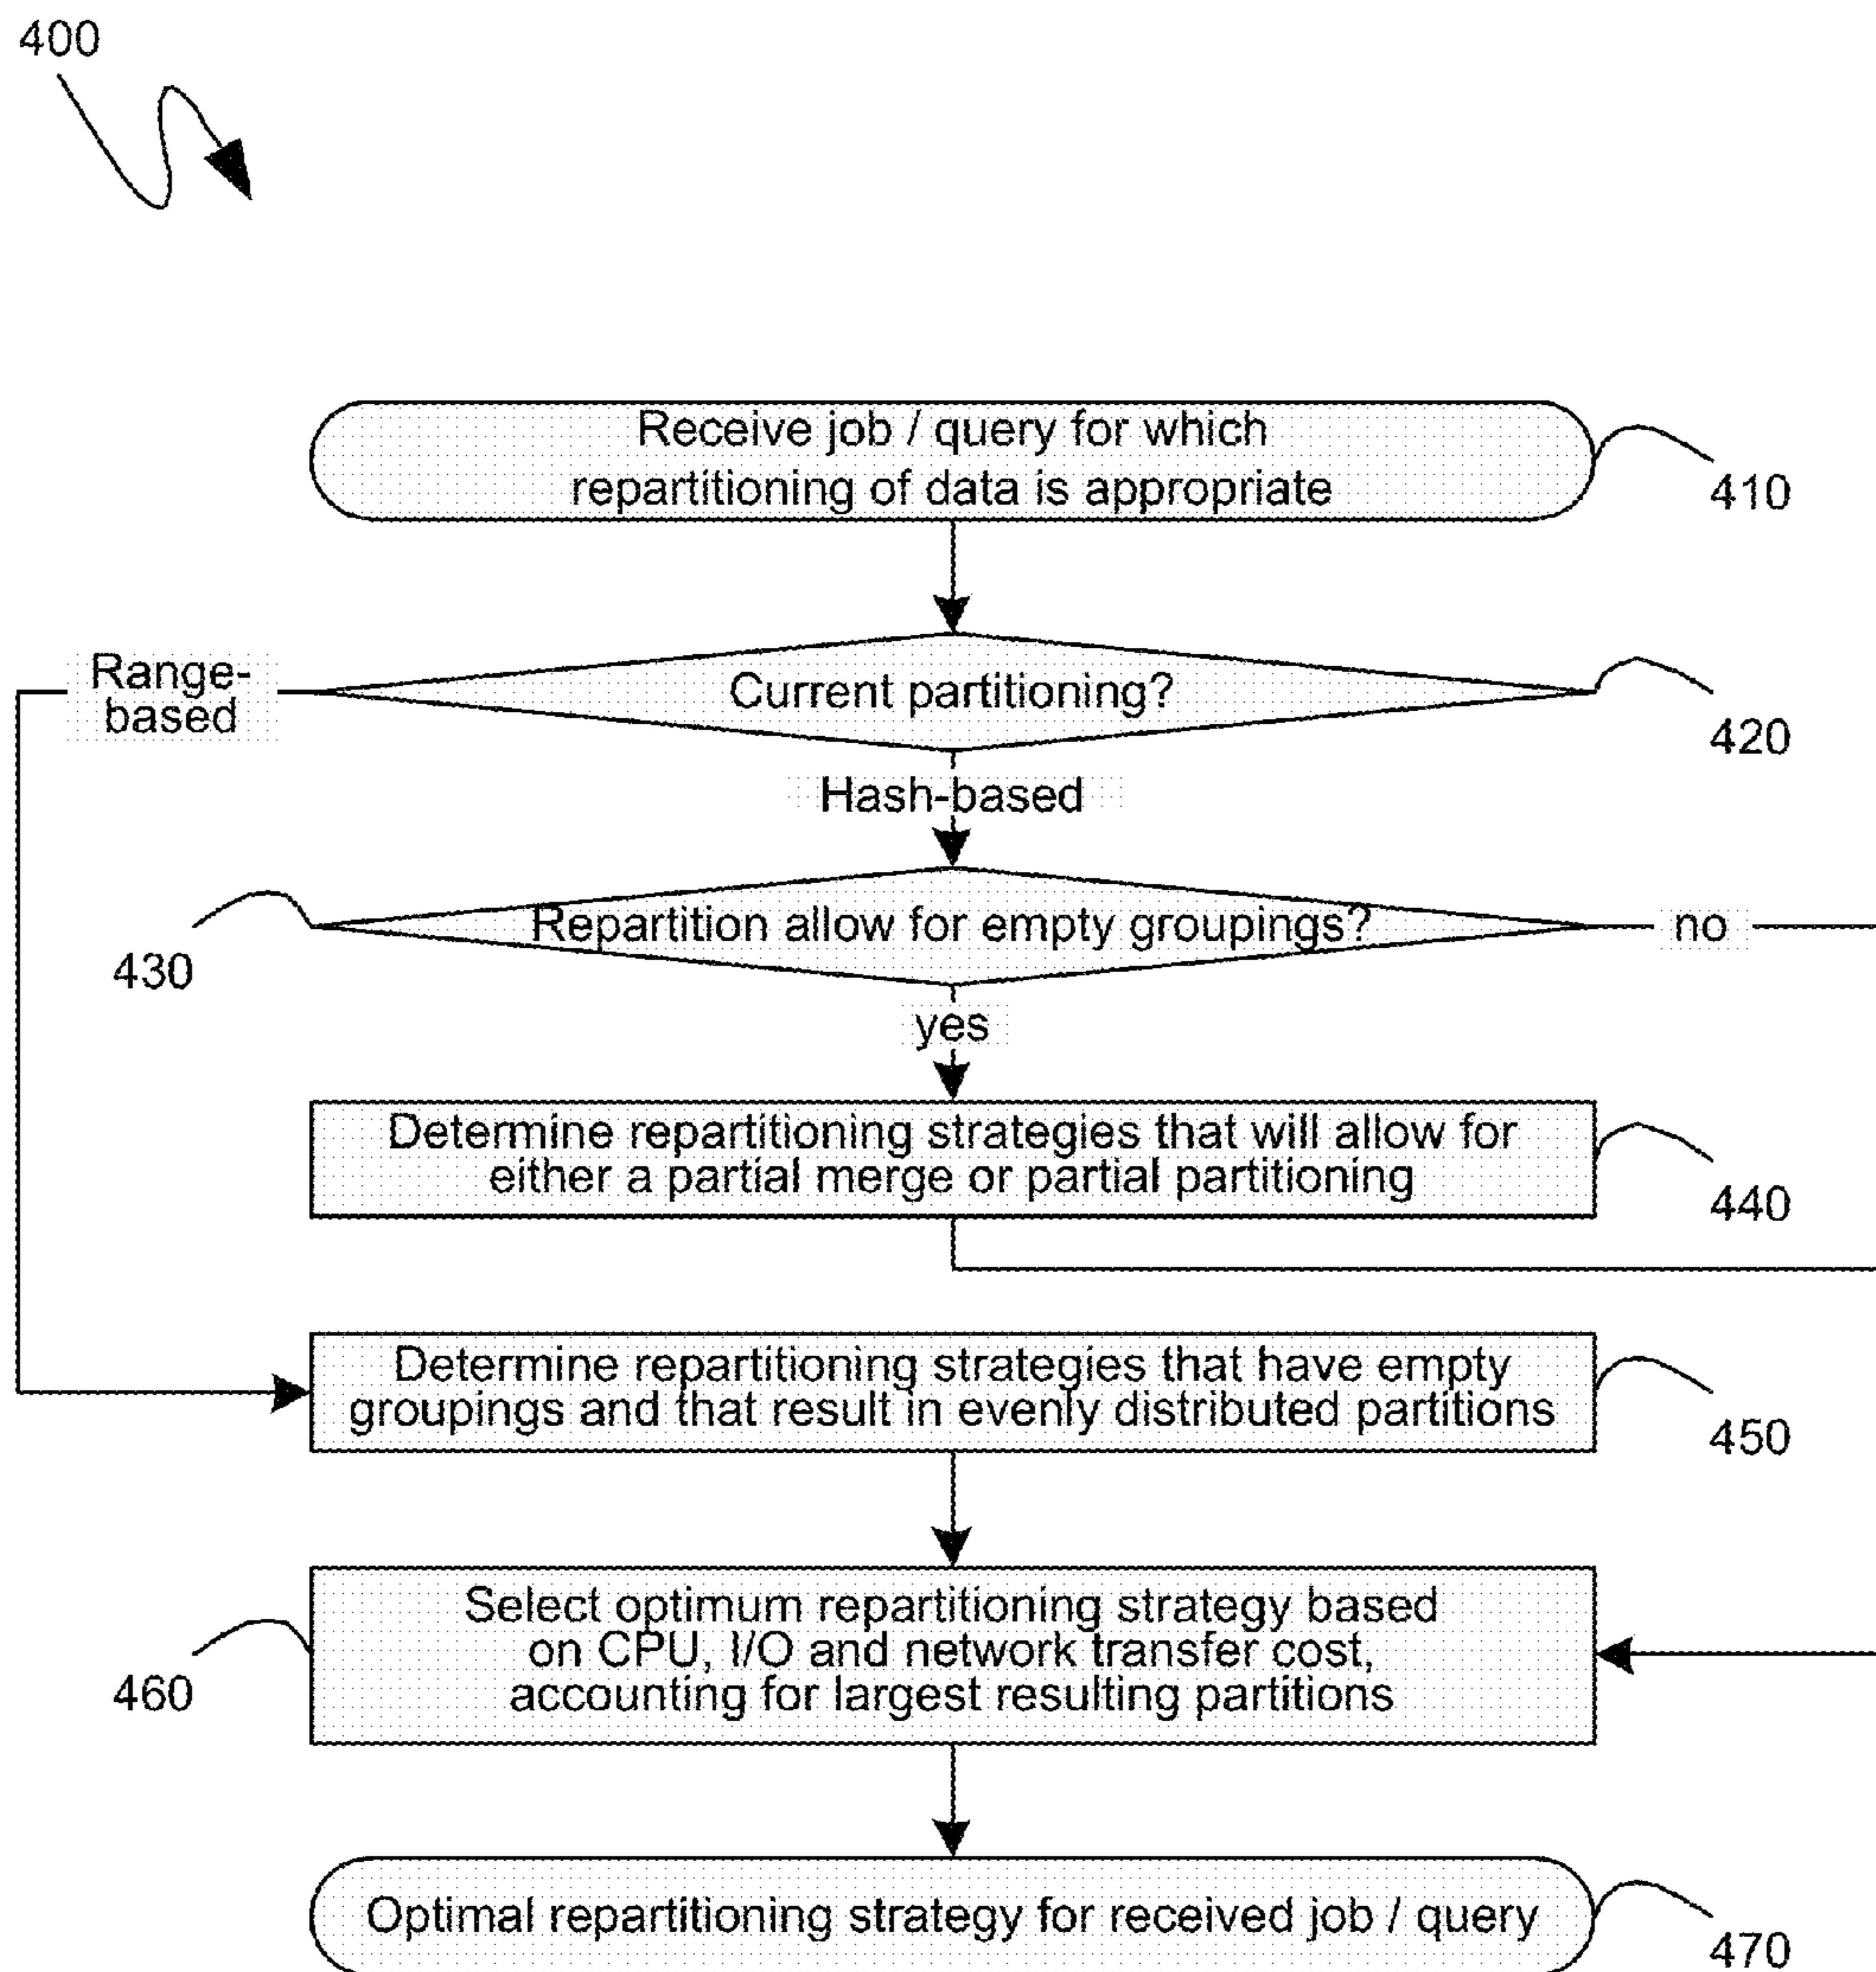 400
Receive job / query for which
repartitioning of data is appropriate
410
Range-
based
Current partitioning?
420
Hash-based
Repartition allow for empty groupings?
no
430
yes
Determine repartitioning strategies that will allow for
either a partial merge or partial partitioning
440
Determine repartitioning strategies that have empty
groupings and that result in evenly distributed partitions
450
Select optimum repartitioning strategy based
on CPU, I/O and network transfer cost,
accounting for largest resulting partitions
460
Optimal repartitioning strategy for received job / query
470